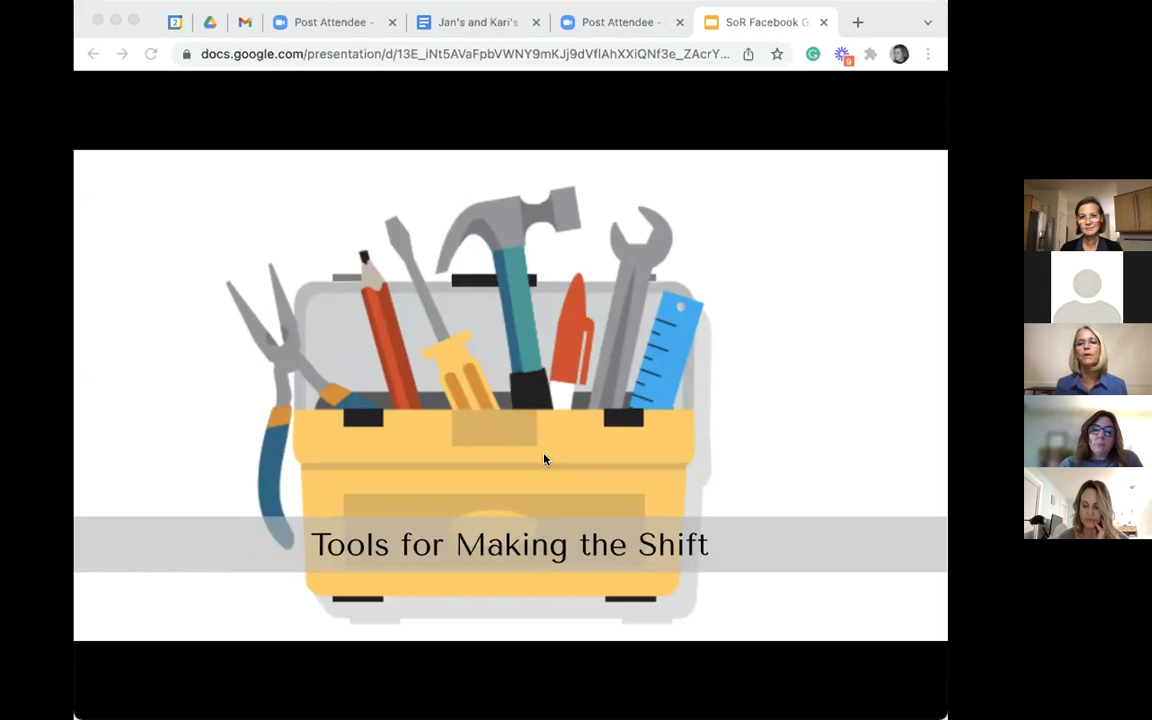 2
Post Attendee -
Jan's and Kari's
Post Attendee -
SoR Facebook G
docs.google.com/presentation/d/13E_iNt5AVaFpbVWNY9mKJj9dVflAhXXiQNf3e_ZAcrY...
Tools for Making the Shift